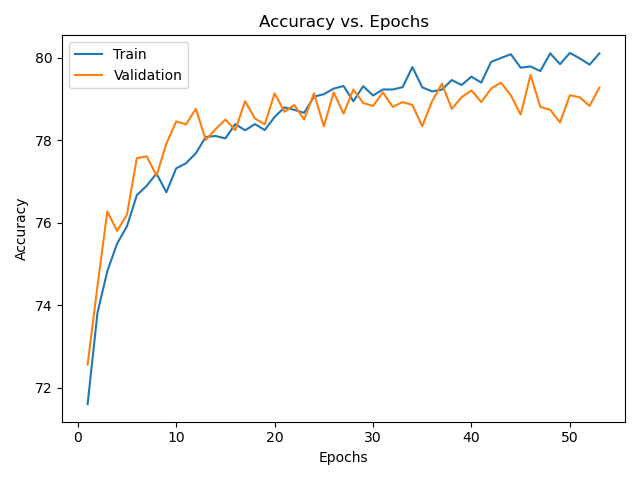 Accuracy vs. Epochs
Train
Validation
80
78
76
74
72
Accuracy
0 10 20 30 40 50
Epochs